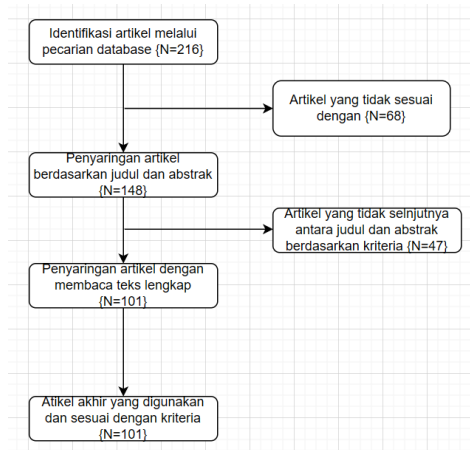 Identifikasi artikel melalui
pecarian database {N=216}
Artikel yang tidak sesuai
dengan {N=68}
Penyaringan artikel
berdasarkan judul dan abstrak
{N=148}
Artikel yang tidak selnjutnya
antara judul dan abstrak
berdasarkan kriteria {N=47}
Penyaringan artikel dengan
membaca teks lengkap
{N=101}
Atikel akhir yang digunakan
dan sesuai dengan kriteria
{N=101}